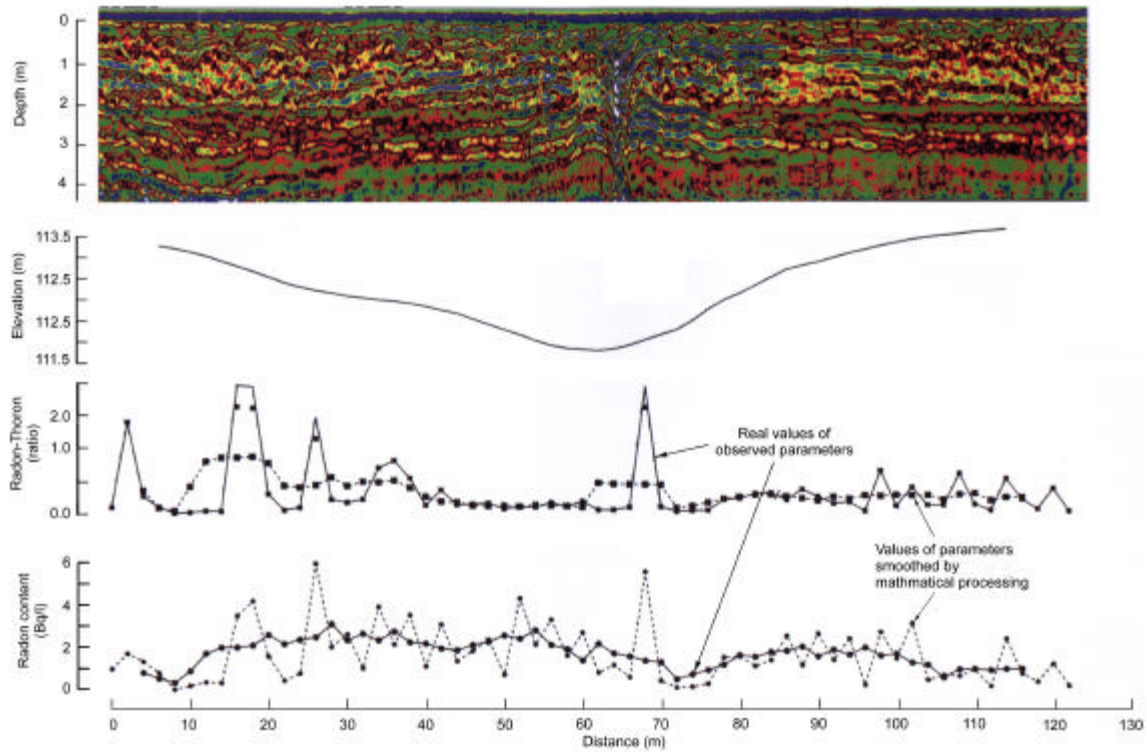 Depth (m)
0
1
2
3
4
Elevation (m)
113.5
112.5
112.5
111.5
Radon-Thoron
(ratio)
2.0
1.0
0.0
Real values of
observed parameters
Values of parameters
smoothed by
mathmatical processing
Radon content
(Bq/l)
6
4
2
0
0 10 20 30 40 50 60 70 80 90 100 110 120 130
Distance (m)